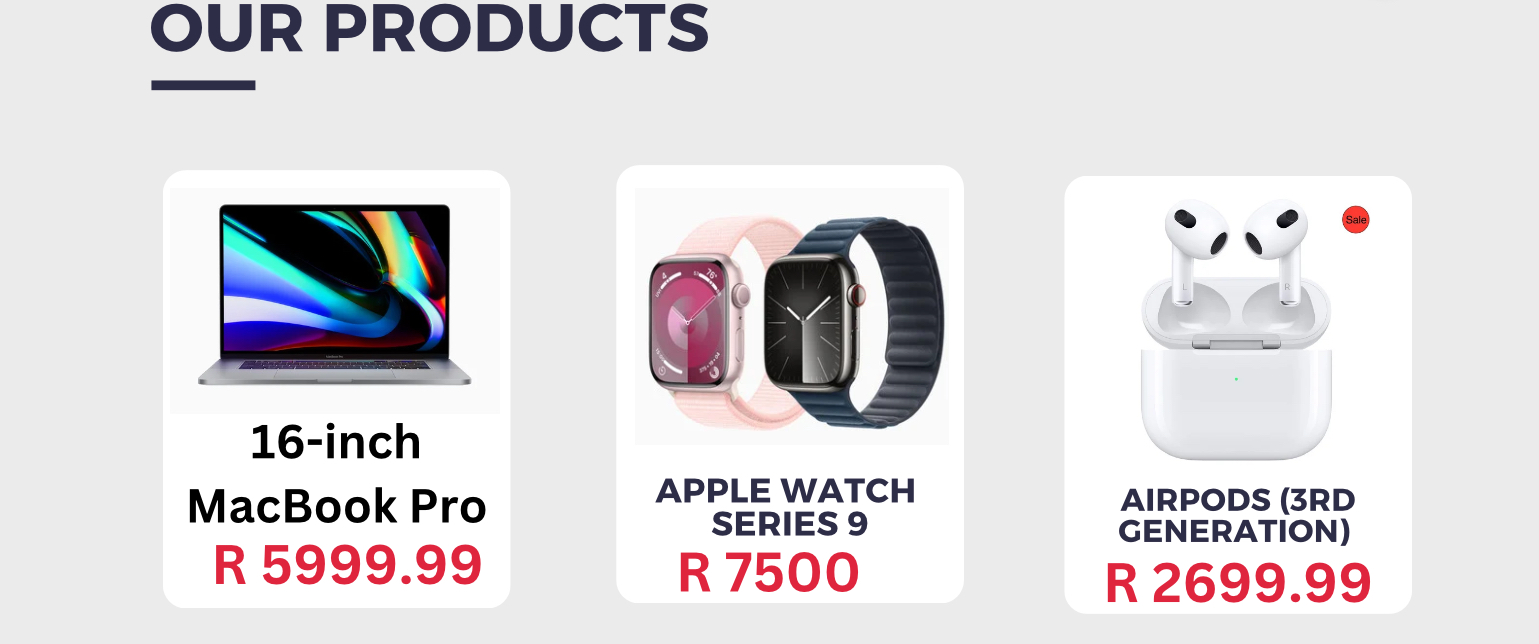 OUR PRODUCTS
16-inch
MacBook Pro
R 5999.99
APPLE WATCH
SERIES 9
R 7500
Sale
L
R
AIRPODS (3RD
GENERATION)
R 2699.99